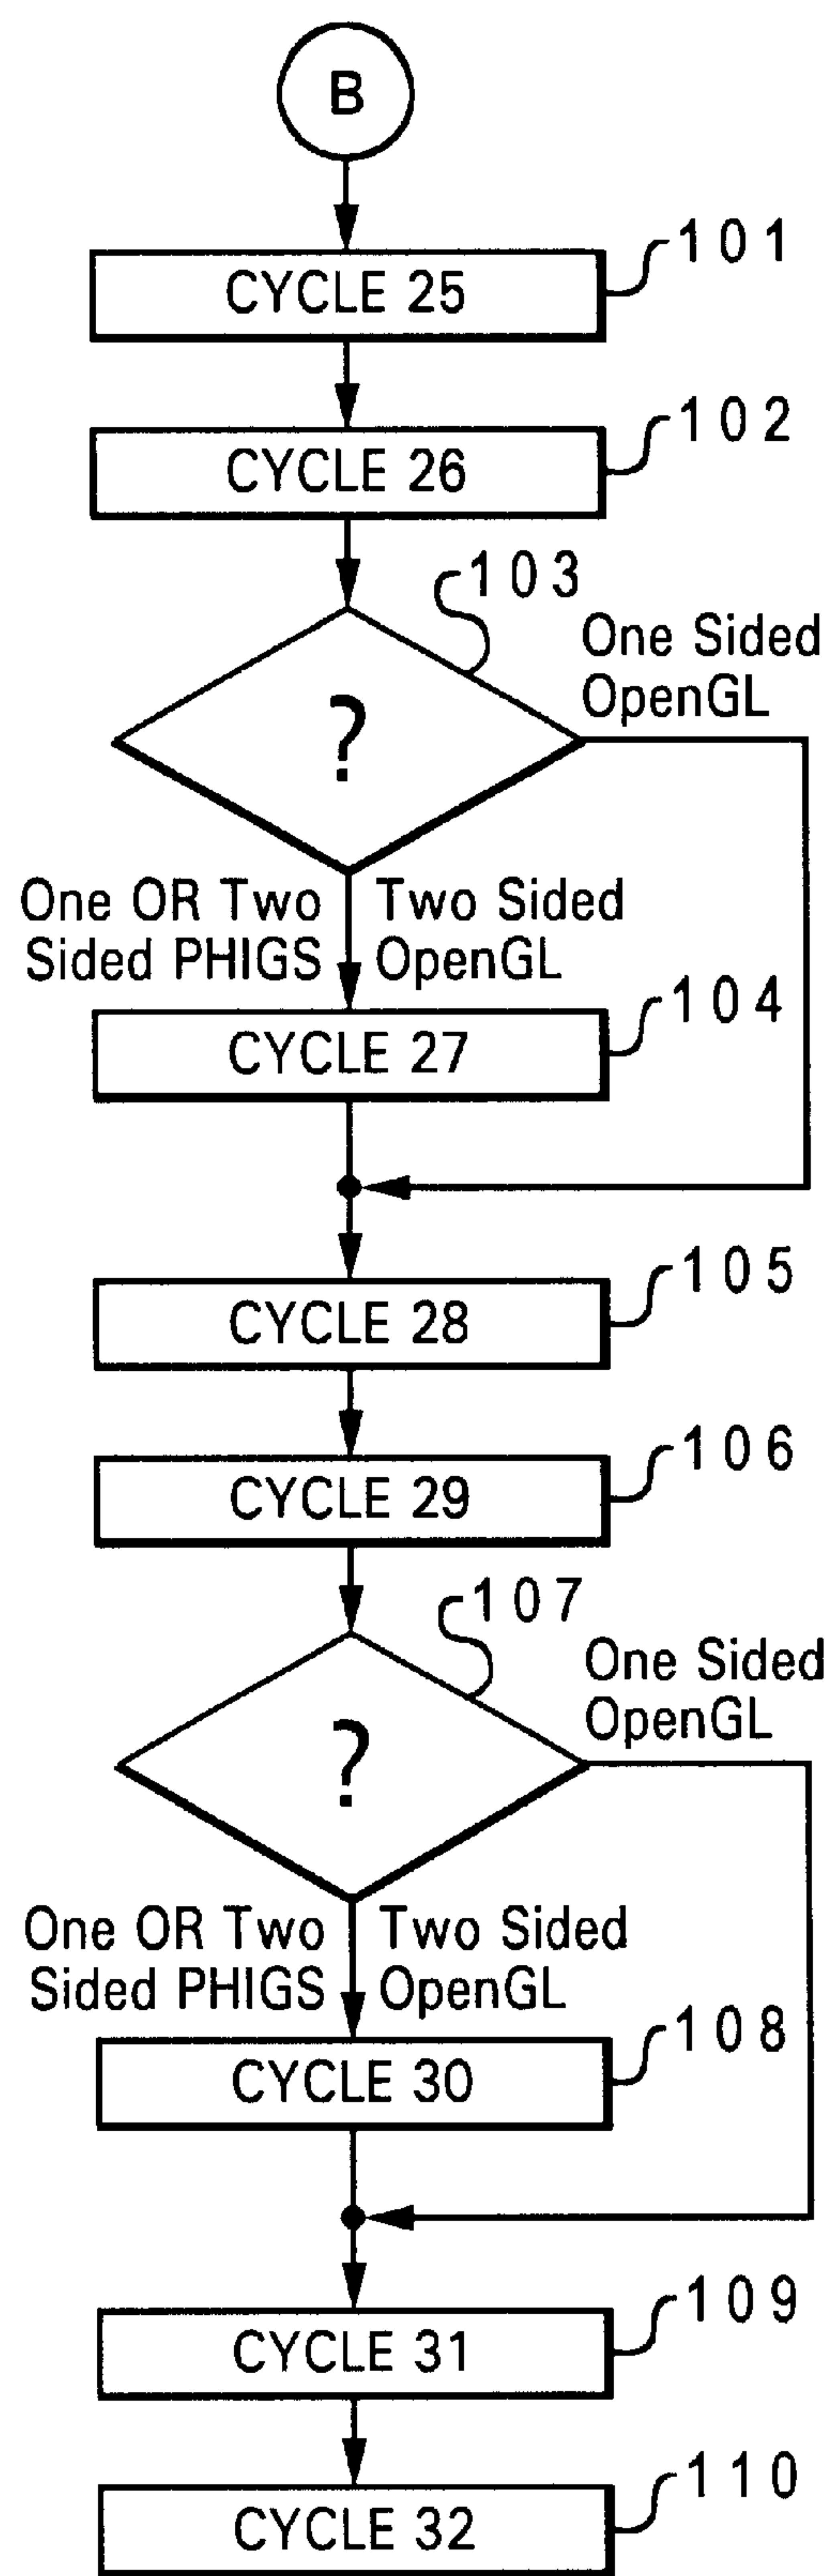 B
101
CYCLE 25
102
CYCLE 26
103
One Sided
OpenGL
?
One OR Two
Sided PHIGS
Two Sided
OpenGL
104
CYCLE 27
105
CYCLE 28
106
CYCLE 29
107
One Sided
OpenGL
?
One OR Two
Sided PHIGS
Two Sided
OpenGL
108
CYCLE 30
109
CYCLE 31
110
CYCLE 32